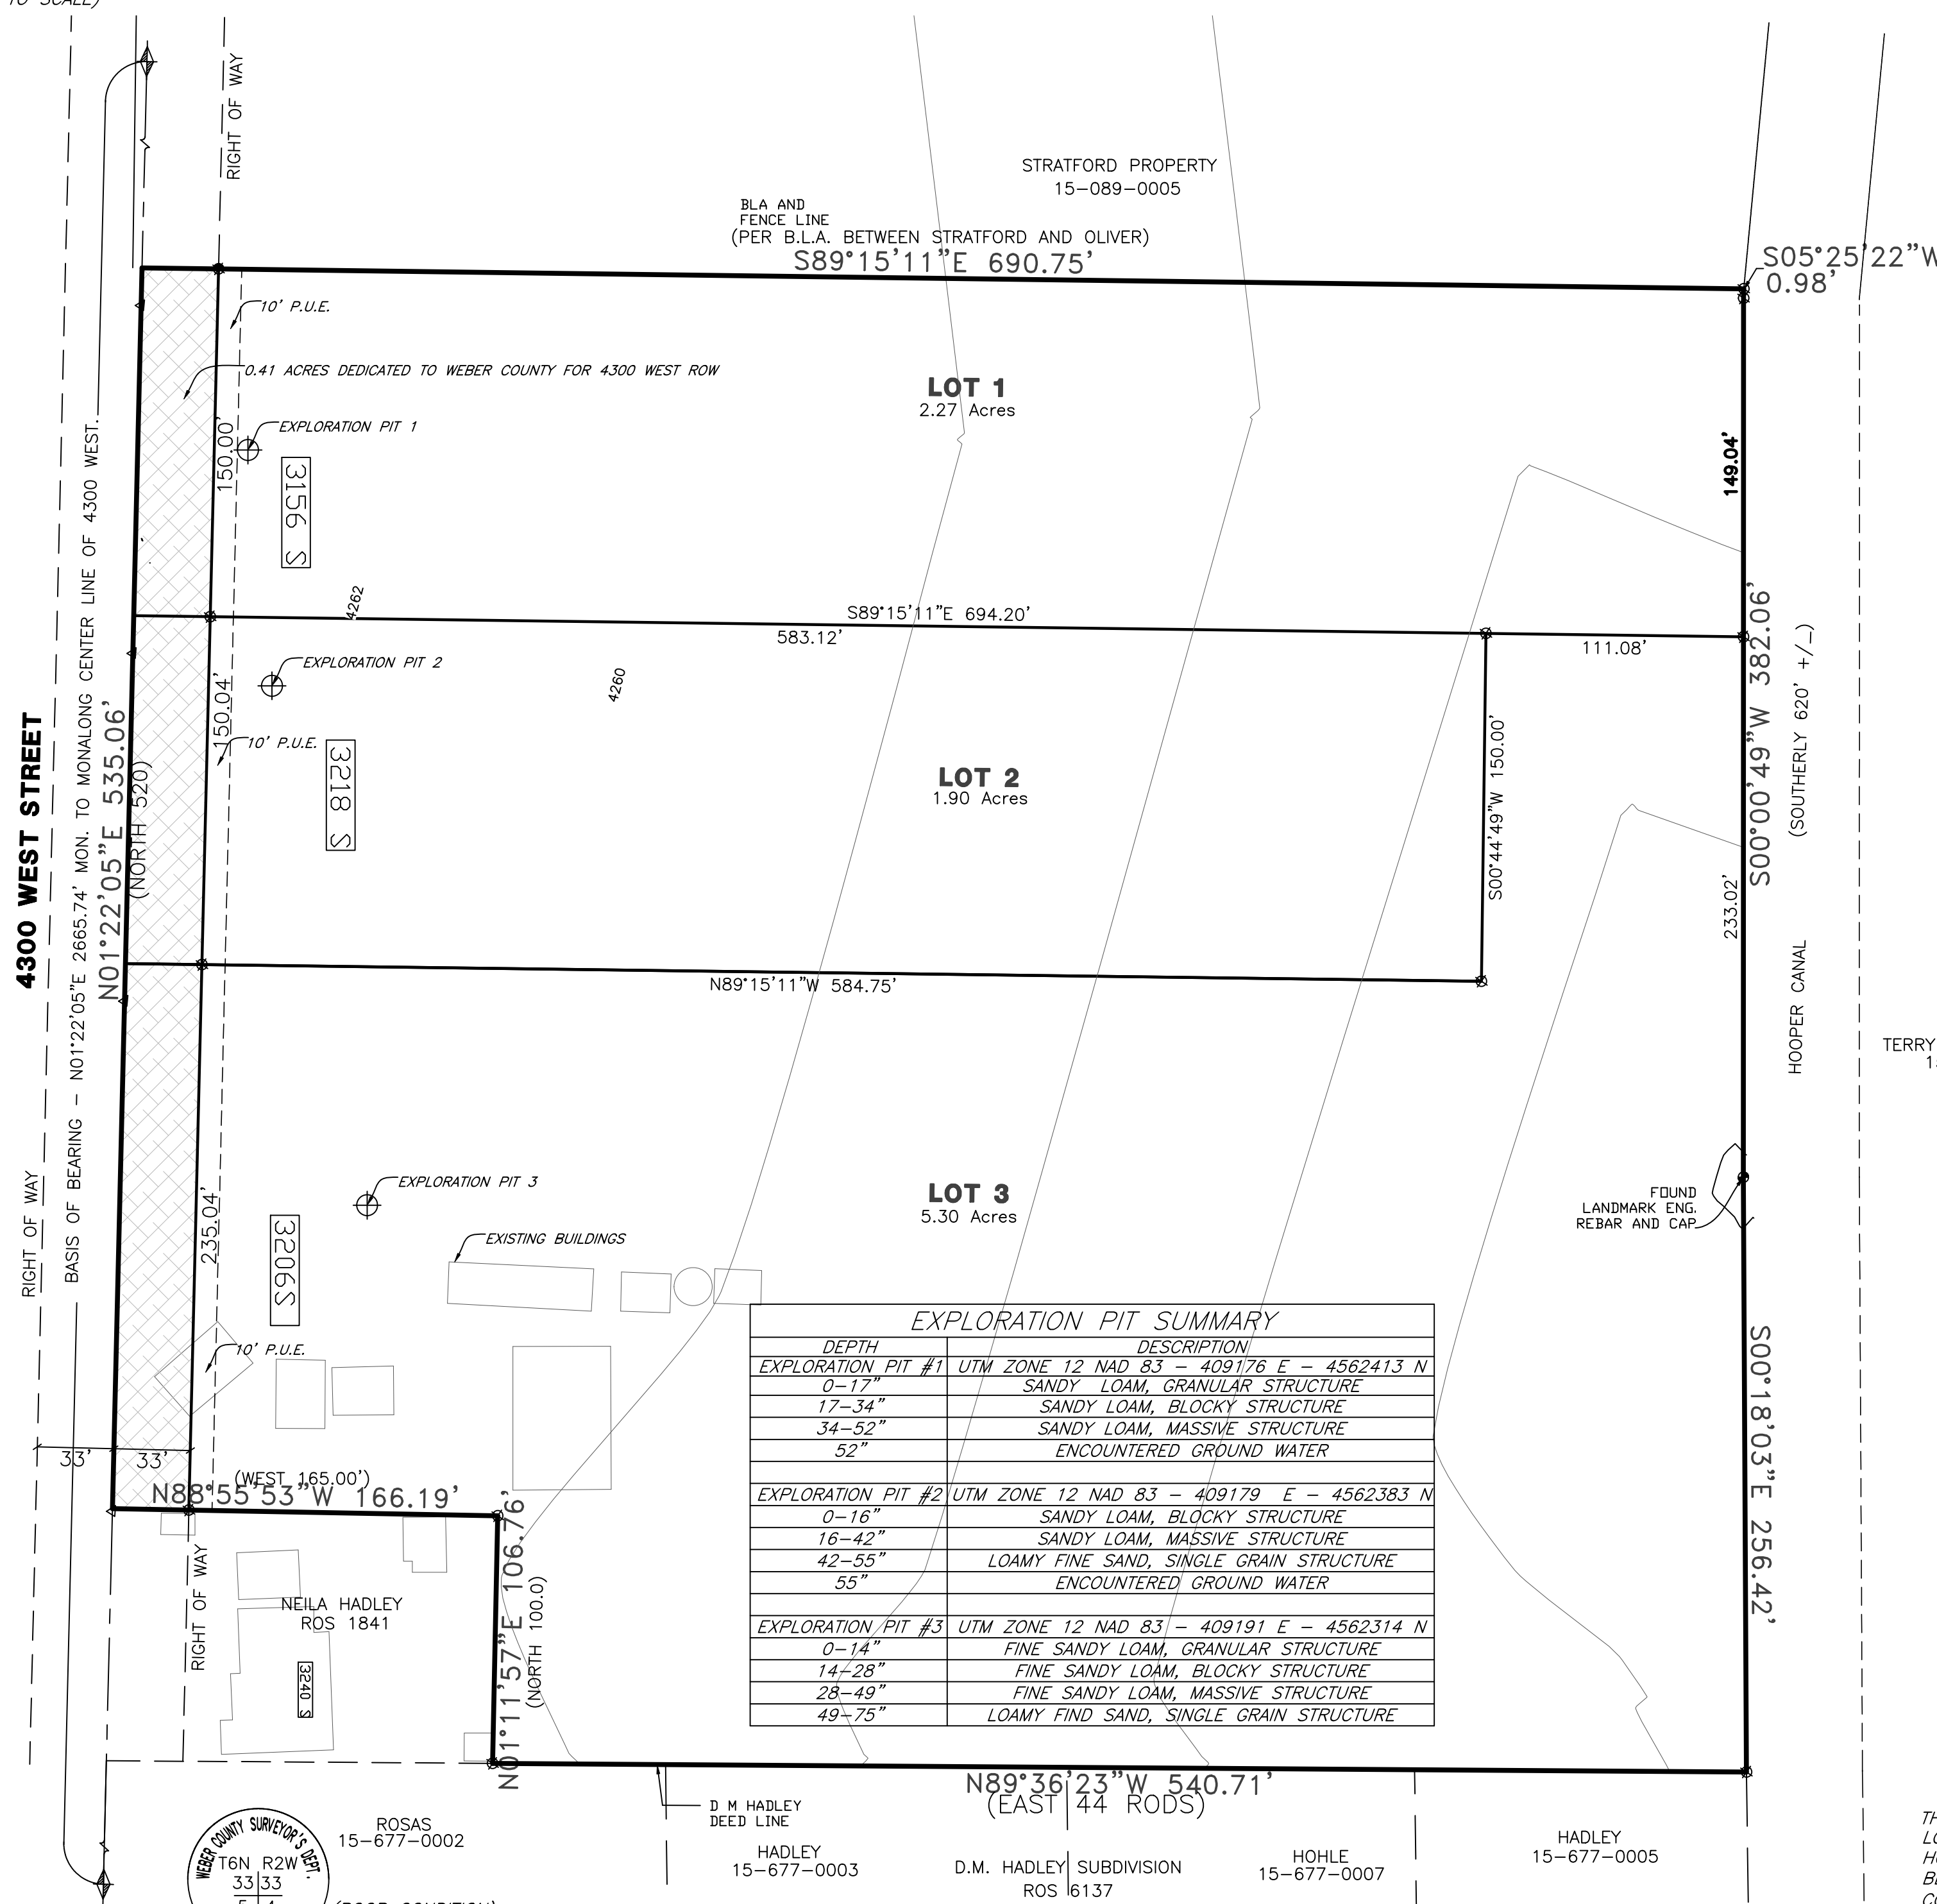 TO SCALE)
RIGHT OF WAY
STRATFORD PROPERTY
15-089-0005
BLA AND
FENCE LINE
(PER B.L.A. BETWEEN STRATFORD AND OLIVER)
S89°15'11"E 690.75'
S05°25'22"W
0.98'
10' P.U.E.
0.41 ACRES DEDICATED TO WEBER COUNTY FOR 4300 WEST ROW
LOT 1
2.27 Acres
EXPLORATION PIT 1
150.00'
3156 S
149.04'
4262
S89°15'11"E 694.20'
583.12'
111.08'
EXPLORATION PIT 2
4260
150.04'
10' P.U.E.
3218 S
LOT 2
1.90 Acres
S00°44'49"W 150.00'
S00°00'49"W 382.06'
(SOUTHERLY 620' +/_)
HOOPER CANAL
233.02'
4300 WEST STREET
BASIS OF BEARING - N01°22'05"E 2665.74' MON. TO MONALONG CENTER LINE OF 4300 WEST.
N01°22'05"E 535.06'
(NORTH 520)
N89°15'11"W 584.75'
TERRY
RIGHT OF WAY
EXPLORATION PIT 3
LOT 3
5.30 Acres
FOUND
LANDMARK ENG.
REBAR AND CAP
235.04'
3206S
EXISTING BUILDINGS
10' P.U.E.
EXPLORATION PIT SUMMARY
DEPTH DESCRIPTION
EXPLORATION PIT #1 UTM ZONE 12 NAD 83 - 409176 E - 4562413 N
0-17" SANDY LOAM, GRANULAR STRUCTURE
17-34" SANDY LOAM, BLOCKY STRUCTURE
34-52" SANDY LOAM, MASSIVE STRUCTURE
52" ENCOUNTERED GROUND WATER
EXPLORATION PIT #2 UTM ZONE 12 NAD 83 - 409179 E - 4562383 N
0-16" SANDY LOAM, BLOCKY STRUCTURE
16-42" SANDY LOAM, MASSIVE STRUCTURE
42-55" LOAMY FINE SAND, SINGLE GRAIN STRUCTURE
55" ENCOUNTERED GROUND WATER
EXPLORATION PIT #3 UTM ZONE 12 NAD 83 - 409191 E - 4562314 N
0-14" FINE SANDY LOAM, GRANULAR STRUCTURE
14-28" FINE SANDY LOAM, BLOCKY STRUCTURE
28-49" FINE SANDY LOAM, MASSIVE STRUCTURE
49-75" LOAMY FIND SAND, SINGLE GRAIN STRUCTURE
S00°18'03"E 256.42'
33'
33'
(WEST 165.00')
N88°55'53"W 166.19'
N01°11'57"E 106.76'
(NORTH 100.0)
RIGHT OF WAY
NEILA HADLEY
ROS 1841
3240 S
N89°36'23"W 540.71'
(EAST 44 RODS)
D M HADLEY
DEED LINE
ROSAS
15-677-0002
HADLEY
15-677-0003
D.M. HADLEY SUBDIVISION
ROS 6137
HOHLE
15-677-0007
HADLEY
15-677-0005
WEBER COUNTY SURVEYOR'S DEPT.
T6N R2W
33 33
5 4